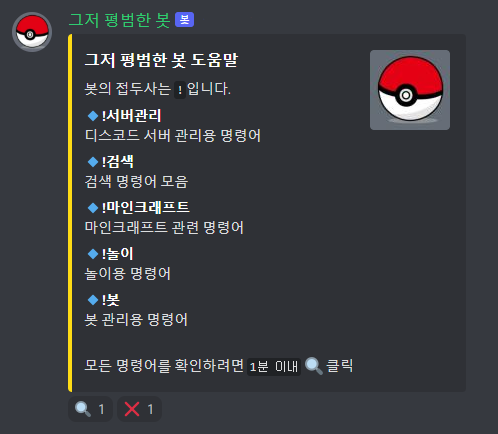 그저 평범한 봇 봇
그저 평범한 봇 도움말
봇의 접두사는 ! 입니다.
!서버관리
디스코드 서버 관리용 명령어
!검색
검색 명령어 모음
!마인크래프트
마인크래프트 관련 명령어
!놀이
놀이용 명령어
!봇
봇 관리용 명령어
모든 명령어를 확인하려면 1분 이내 🔍 클릭
🔍 1 ❌ 1